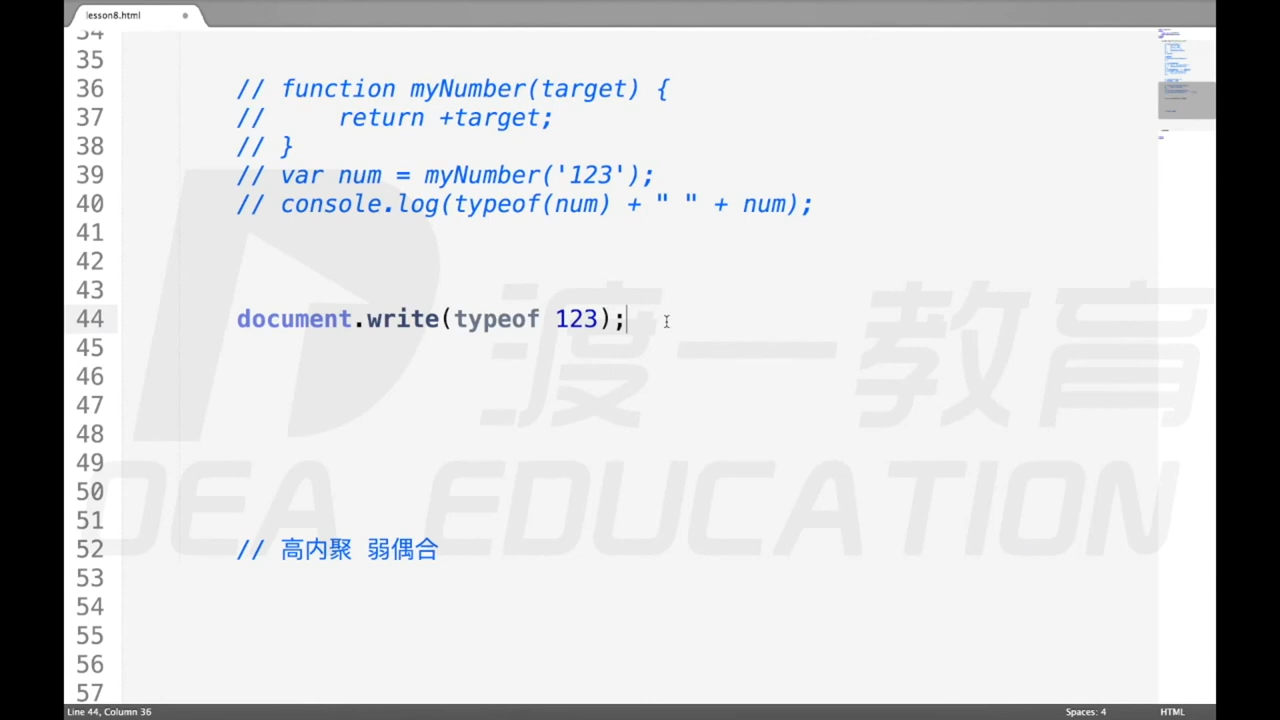 lesson8.html
34
35
36 // function myNumber(target) {
37 //     return +target;
38 // }
39 // var num = myNumber('123');
40 // console.log(typeof(num) + " " + num);
41
42
43
44 document.write(typeof 123);
45
46
47
48
49
50
51
52 // 高内聚 弱偶合
53
54
55
56
57
渡一教育
DEA EDUCATION
Line 44, Column 36
Spaces: 4
HTML